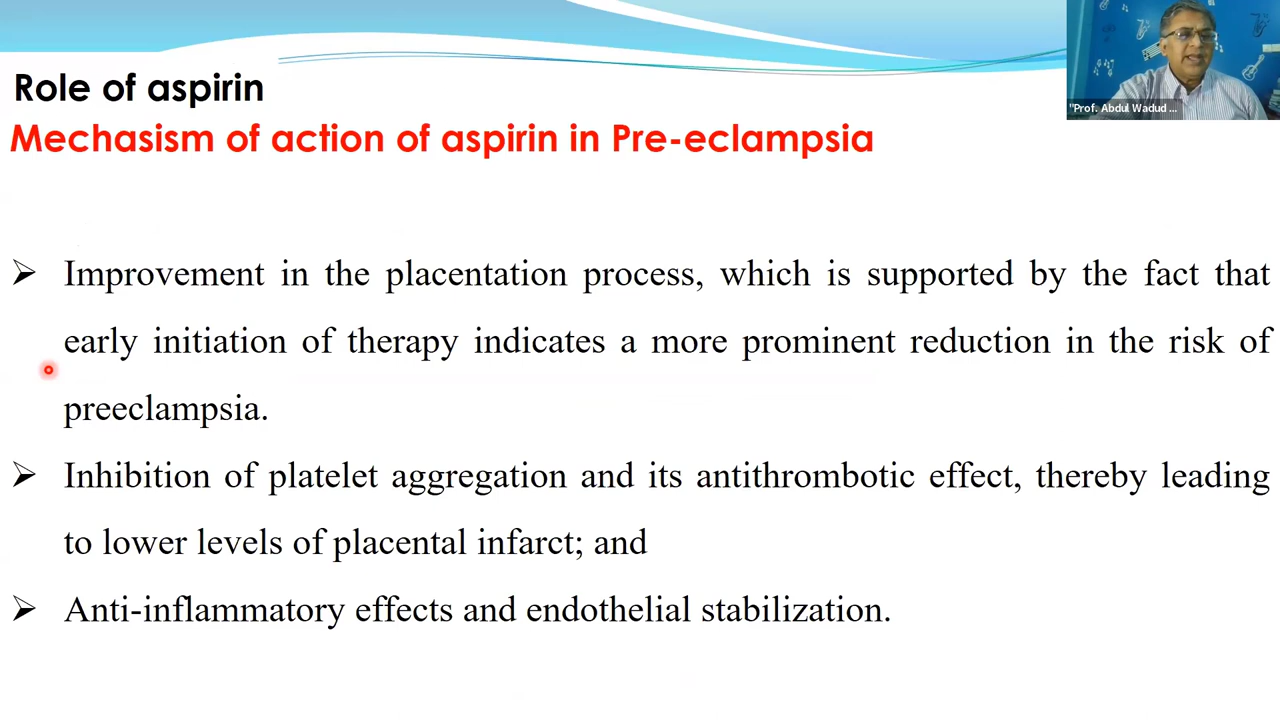 Role of aspirin
Mechasism of action of aspirin in Pre-eclampsia
"Prof. Abdul Wadud ...
➢ Improvement in the placentation process, which is supported by the fact that
early initiation of therapy indicates a more prominent reduction in the risk of
preeclampsia.
➢ Inhibition of platelet aggregation and its antithrombotic effect, thereby leading
to lower levels of placental infarct; and
➢ Anti-inflammatory effects and endothelial stabilization.